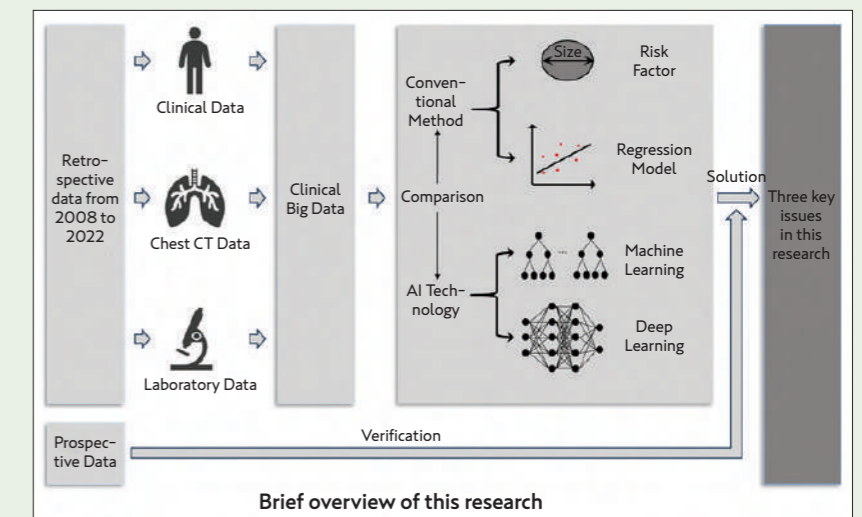 Retro-
spective
data from
2008 to
2022
Clinical Data
Chest CT Data
Laboratory Data
Clinical
Big Data
Conven-
tional
Method
Comparison
AI Tech-
nology
Size
Risk
Factor
Regression
Model
Machine
Learning
Deep
Learning
Solution
Three key
issues
in this
research
Prospec-
tive Data
Verification
Brief overview of this research